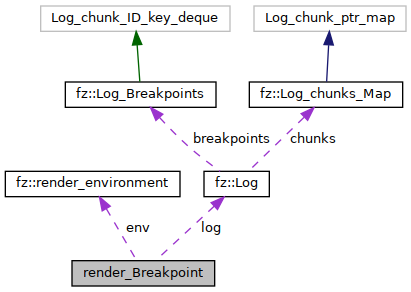 Log_chunk_ID_key_deque
Log_chunk_ptr_map
fz::Log_Breakpoints
fz::Log_chunks_Map
breakpoints
chunks
fz::render_environment
fz::Log
env
log
render_Breakpoint